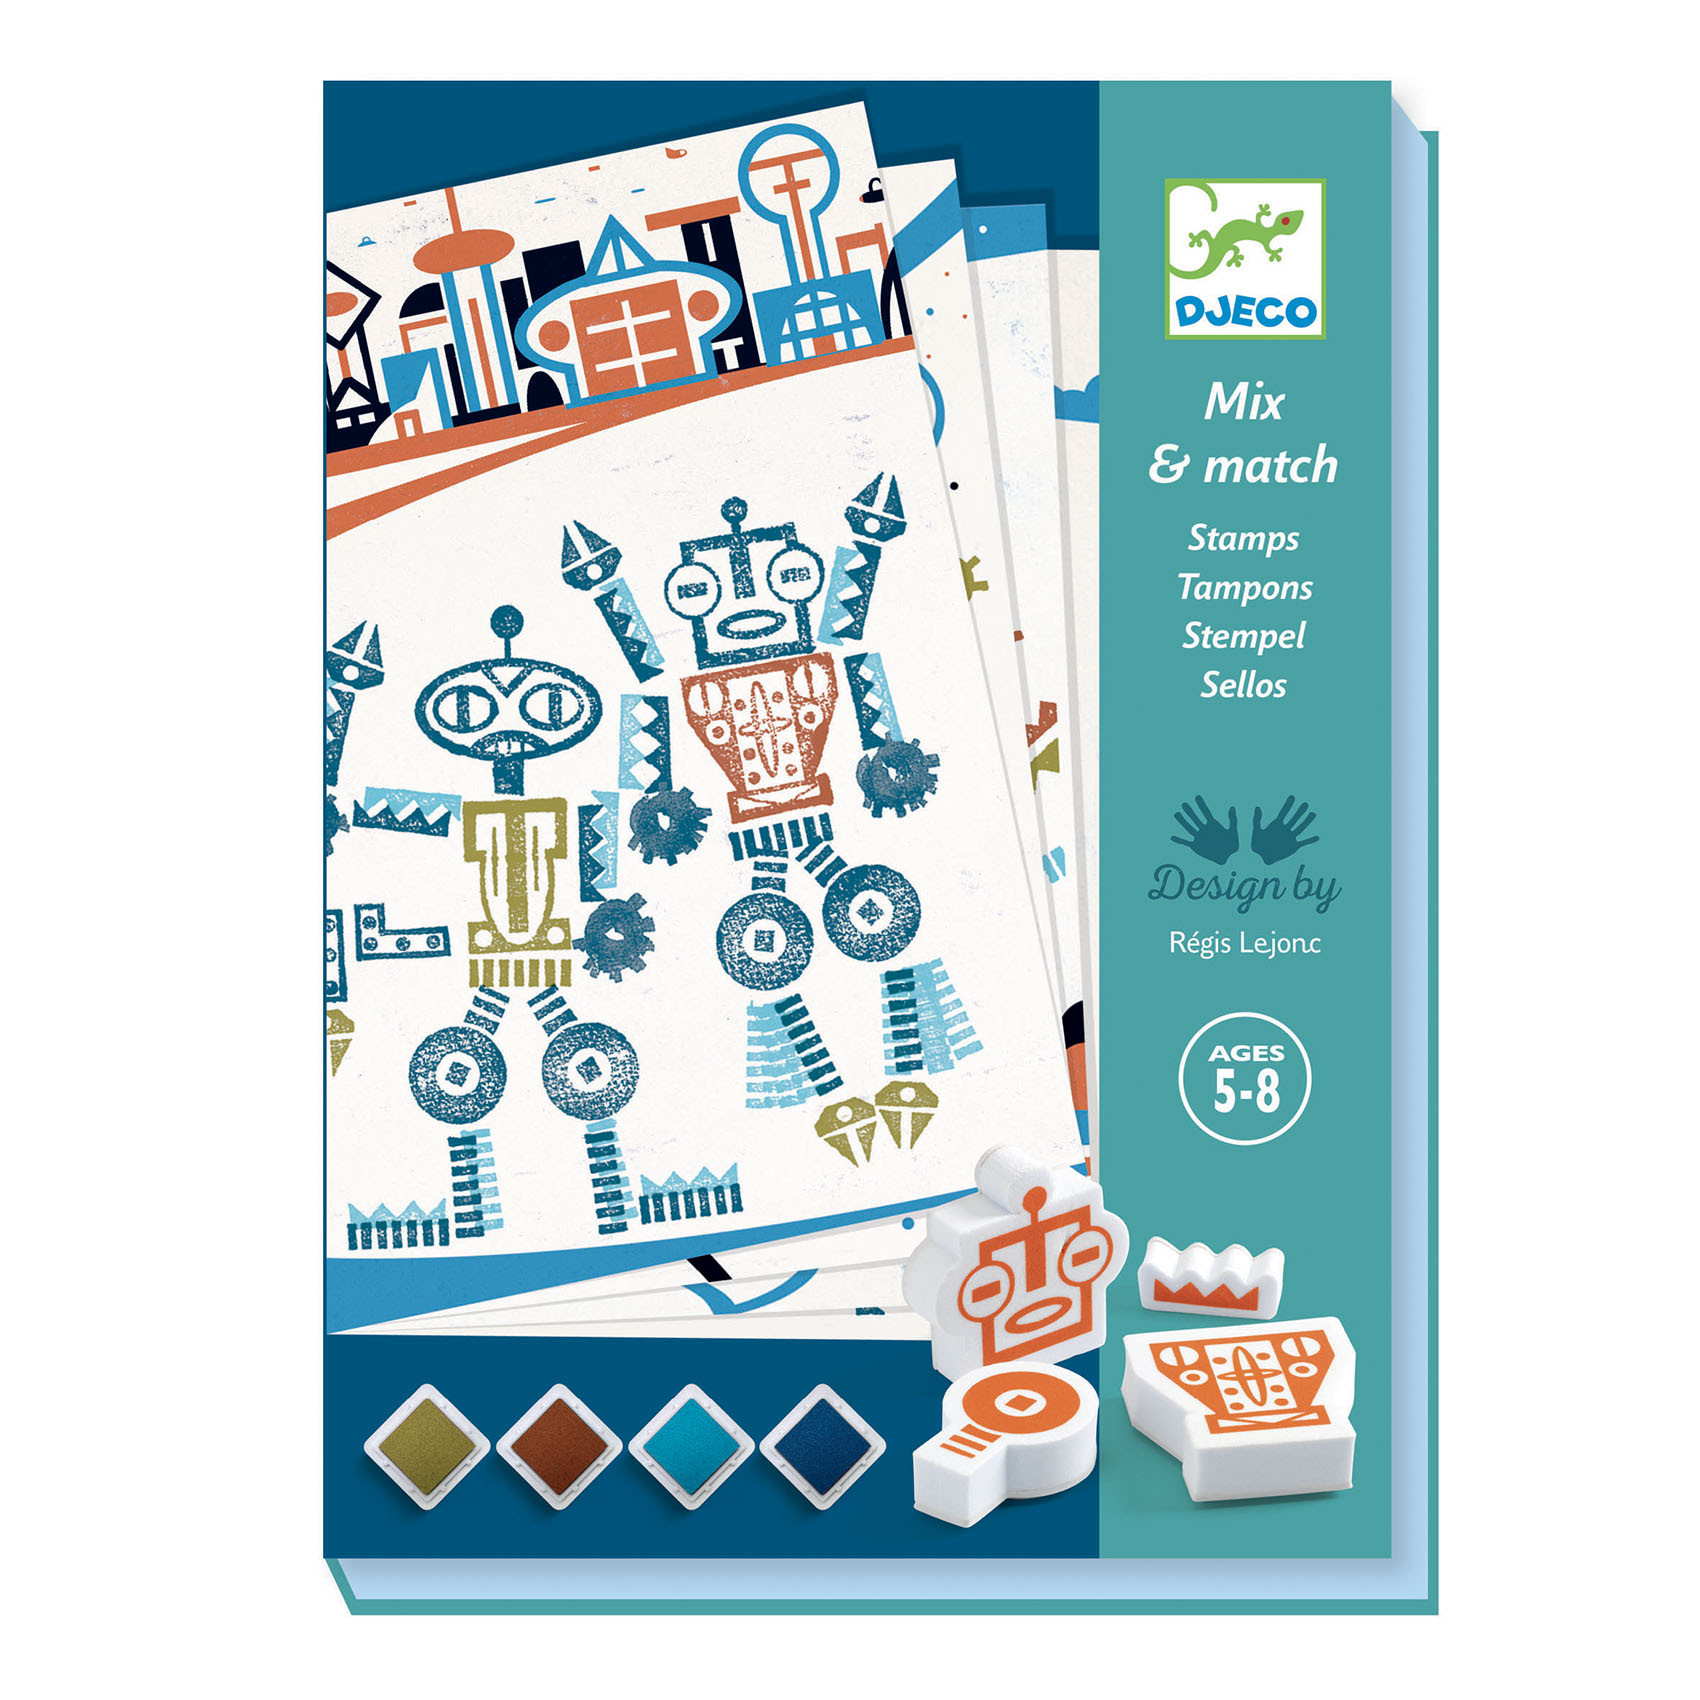 DJECO
Mix
& match
Stamps
Tampons
Stempel
Sellos
Design by
Régis Lejonc
AGES
5-8